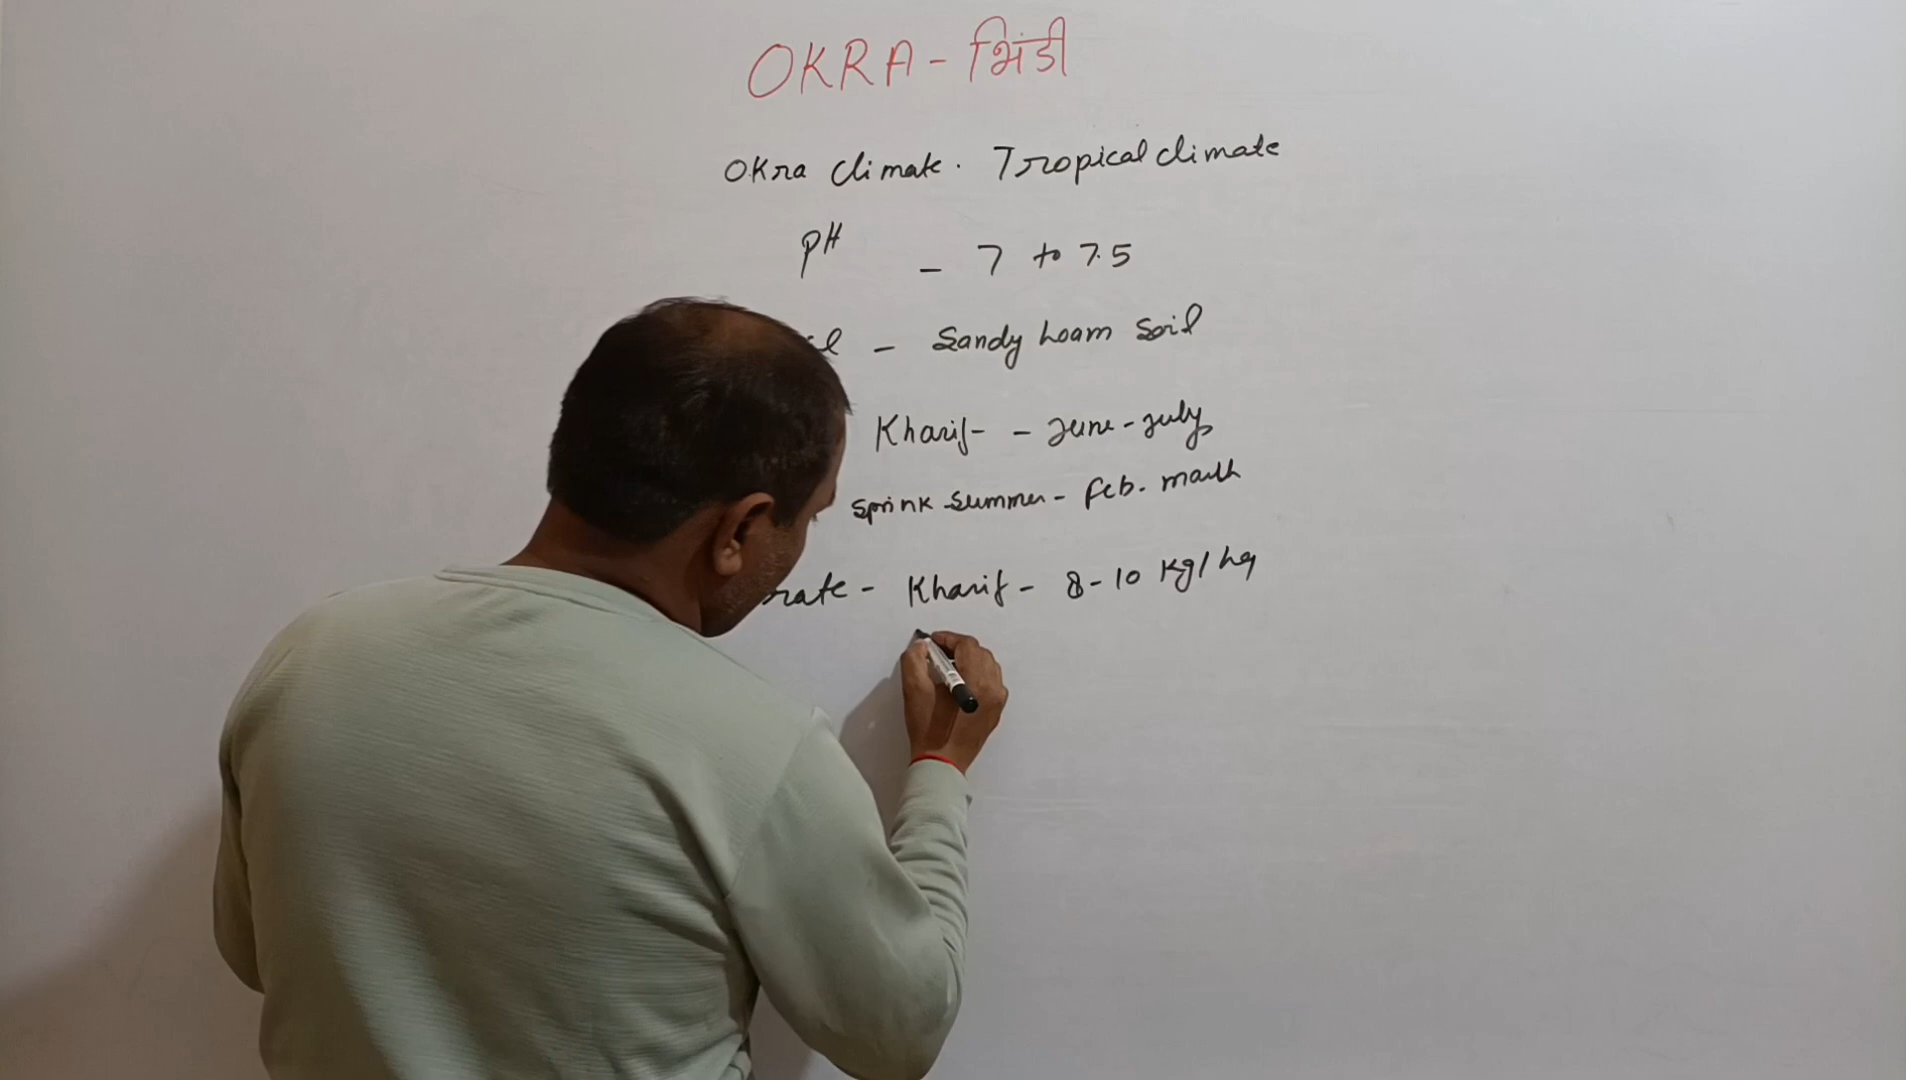 OKRA - भिंडी
Okra climate. Tropical climate
PH - 7 to 7.5
- Sandy Loam Soil
Kharif - - June - July
Sprink Summer - Feb. March
rate - Kharif - 8-10 Kg/ha